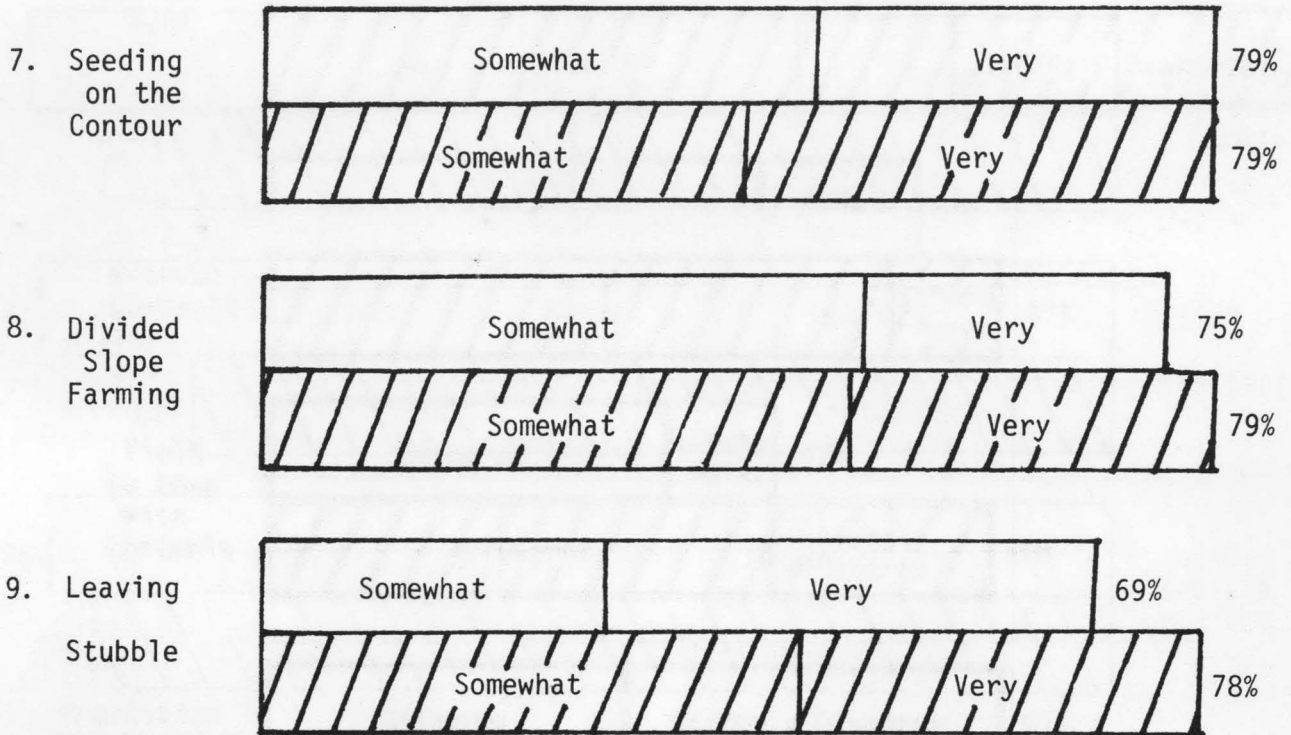 7. Seeding
on the
Contour
Somewhat Very 79%
Somewhat Very 79%
8. Divided
Slope
Farming
Somewhat Very 75%
Somewhat Very 79%
9. Leaving
Stubble
Somewhat Very 69%
Somewhat Very 78%